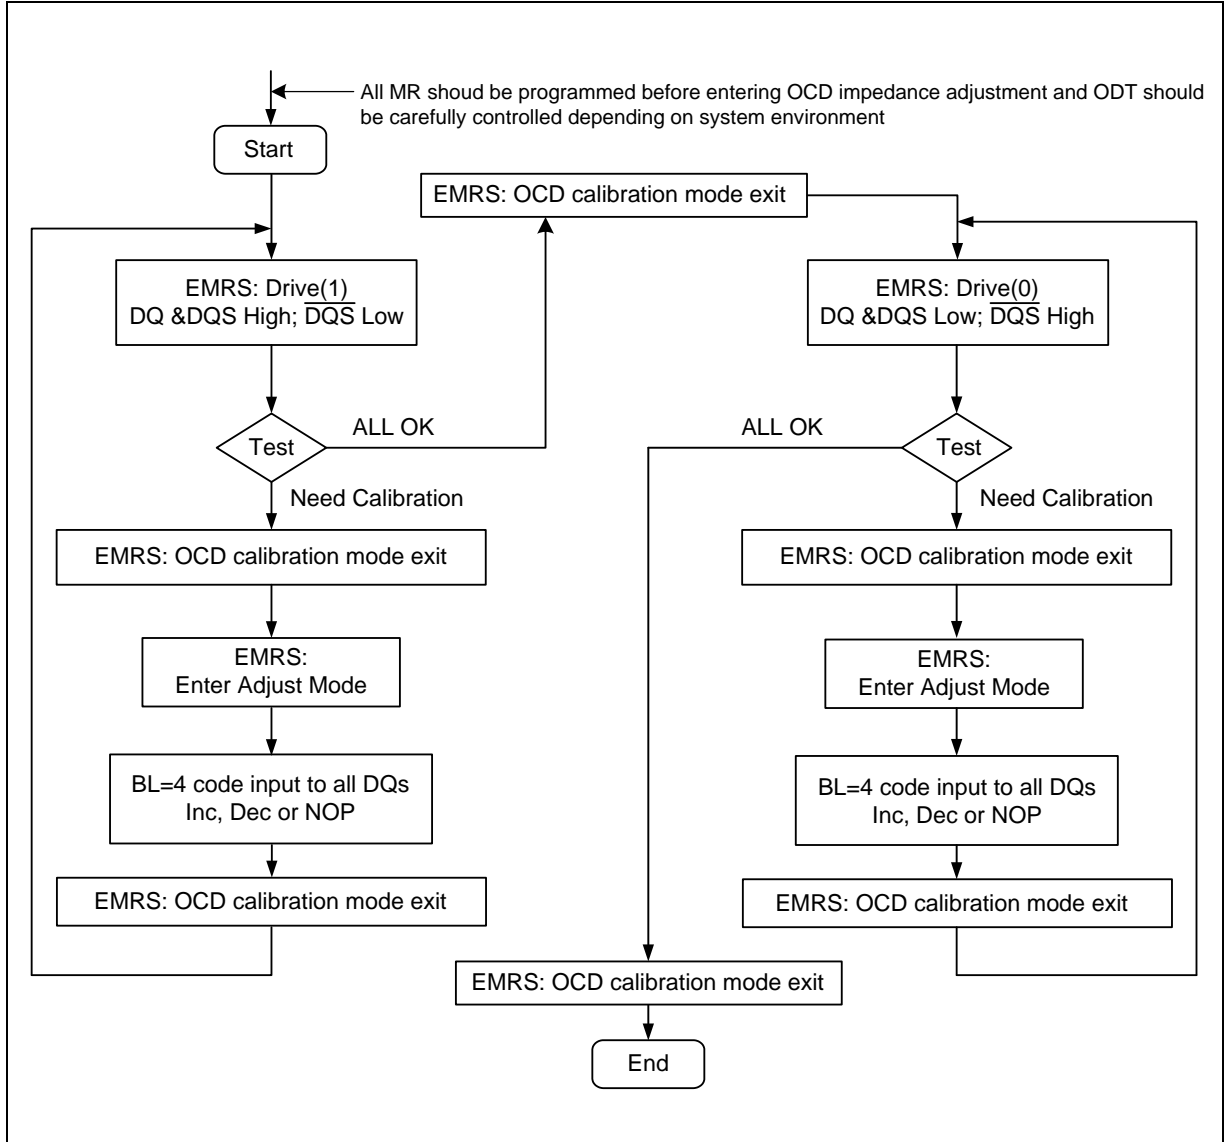 All MR shoud be programmed before entering OCD impedance adjustment and ODT should
be carefully controlled depending on system environment
Start
EMRS: OCD calibration mode exit
EMRS: Drive(1)
DQ &DQS High; D̅Q̅S̅ Low
Test
ALL OK
Need Calibration
EMRS: OCD calibration mode exit
EMRS:
Enter Adjust Mode
BL=4 code input to all DQs
Inc, Dec or NOP
EMRS: OCD calibration mode exit
EMRS: Drive(0)
DQ &DQS Low; D̅Q̅S̅ High
Test
ALL OK
Need Calibration
EMRS: OCD calibration mode exit
EMRS:
Enter Adjust Mode
BL=4 code input to all DQs
Inc, Dec or NOP
EMRS: OCD calibration mode exit
EMRS: OCD calibration mode exit
End